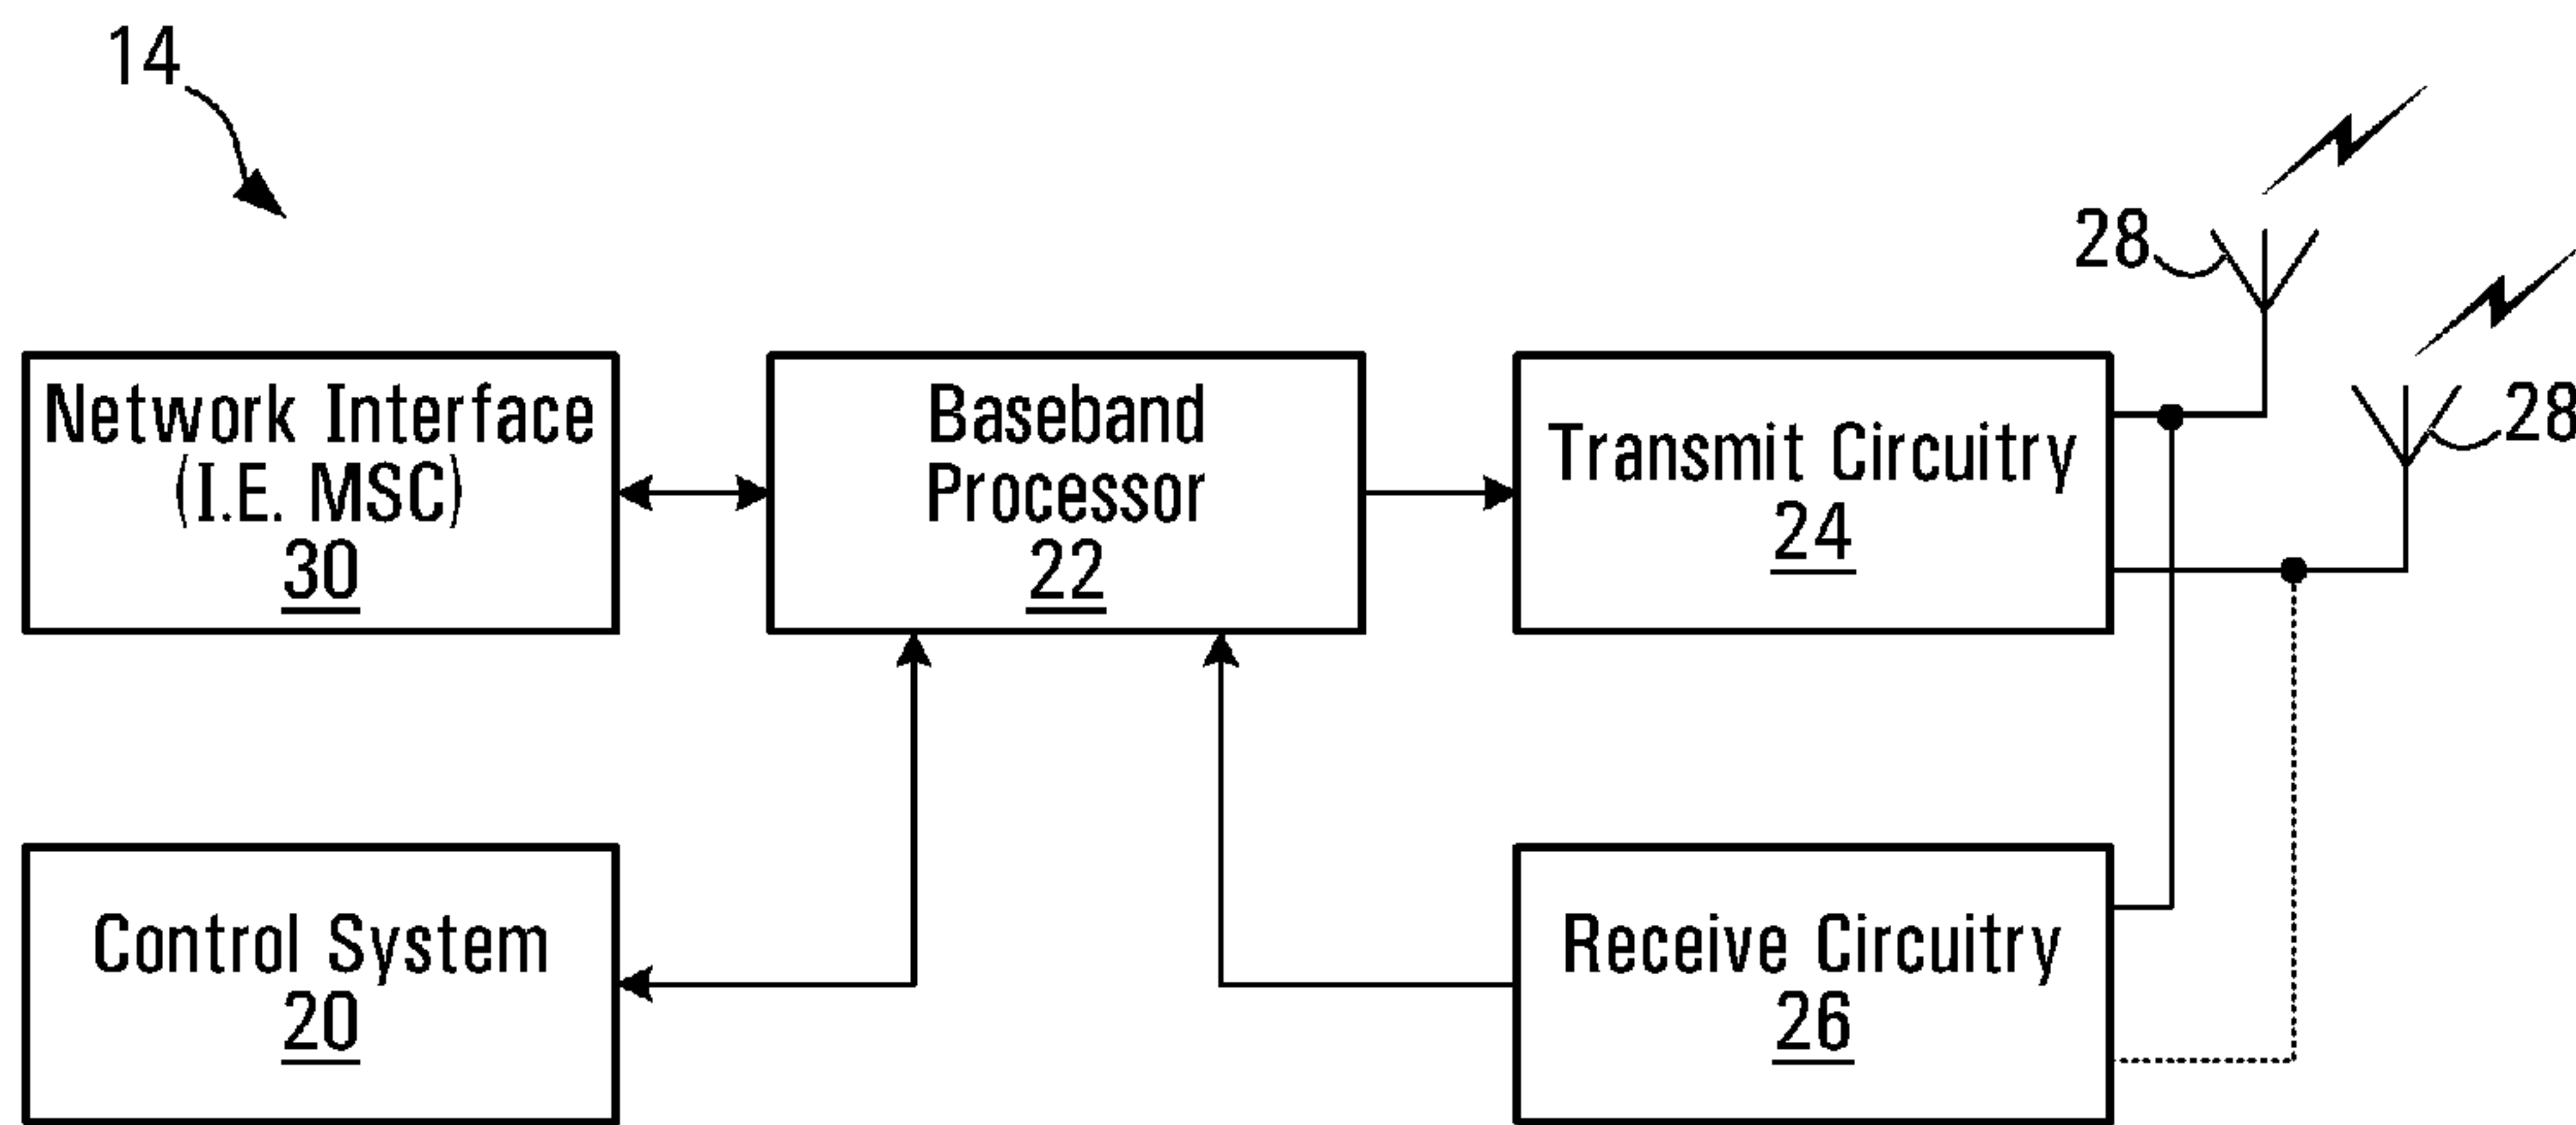 14
28
28
Network Interface
(I.E. MSC)
30
Baseband
Processor
22
Transmit Circuitry
24
Control System
20
Receive Circuitry
26